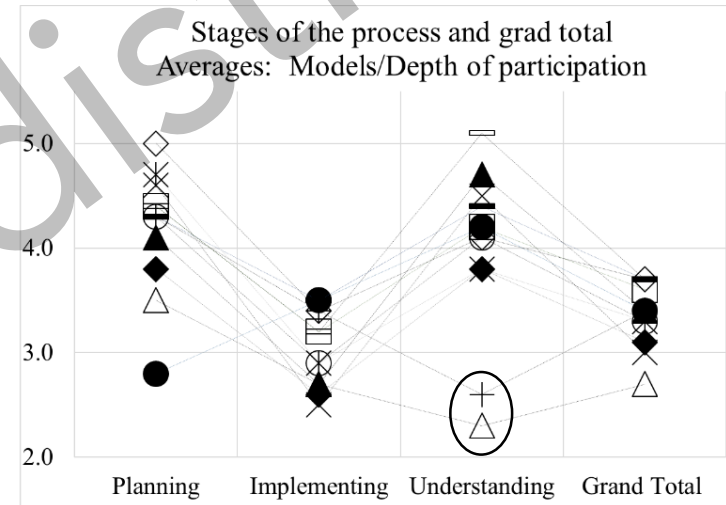 Stages of the process and grad total
Averages: Models/Depth of participation
5.0
4.0
3.0
2.0
Planning Implementing Understanding Grand Total